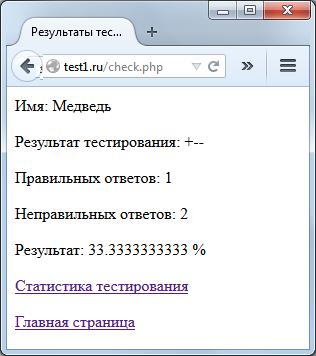 Результаты тес...
test1.ru/check.php
Имя: Медведь
Результат тестирования: +--
Правильных ответов: 1
Неправильных ответов: 2
Результат: 33.3333333333 %
Статистика тестирования
Главная страница